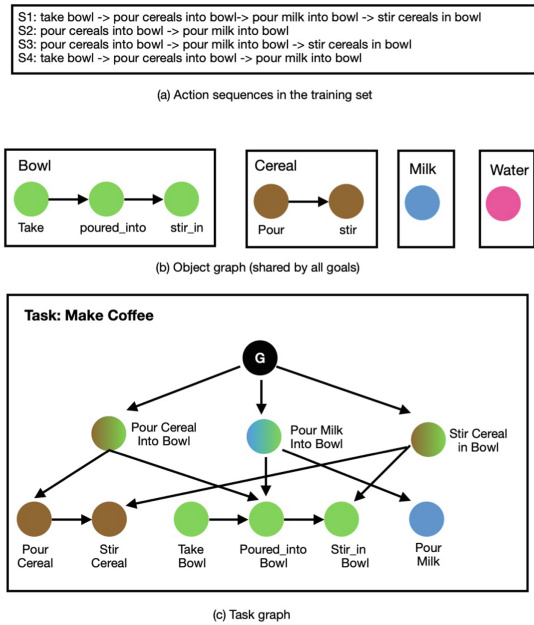 S1: take bowl -> pour cereals into bowl-> pour milk into bowl -> stir cereals in bowl
S2: pour cereals into bowl -> pour milk into bowl
S3: pour cereals into bowl -> pour milk into bowl -> stir cereals in bowl
S4: take bowl -> pour cereals into bowl -> pour milk into bowl
(a) Action sequences in the training set
Bowl
Take
poured_into
stir_in
Cereal
Pour
stir
Milk
Water
(b) Object graph (shared by all goals)
Task: Make Coffee
G
Pour Cereal
Into Bowl
Pour Milk
Into Bowl
Stir Cereal
in Bowl
Pour
Cereal
Stir
Cereal
Take
Bowl
Poured_into
Bowl
Stir_in
Bowl
Pour
Milk
(c) Task graph